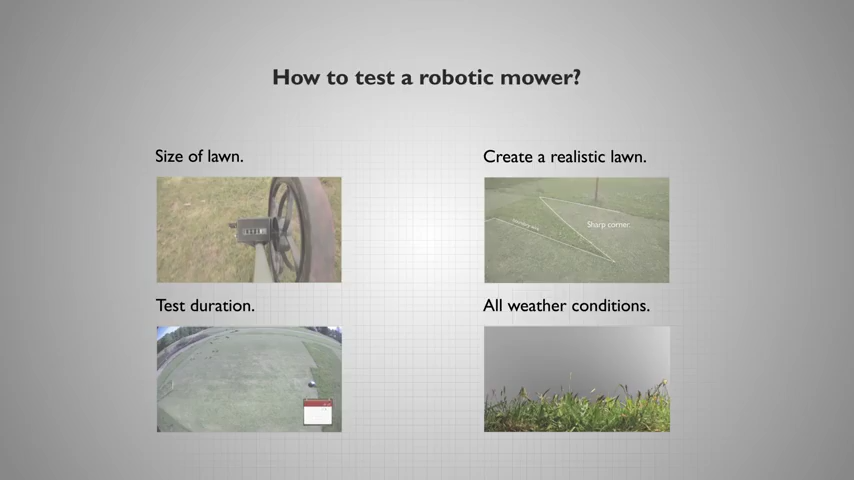 How to test a robotic mower?
Size of lawn.
Create a realistic lawn.
Sharp corner.
Test duration.
All weather conditions.